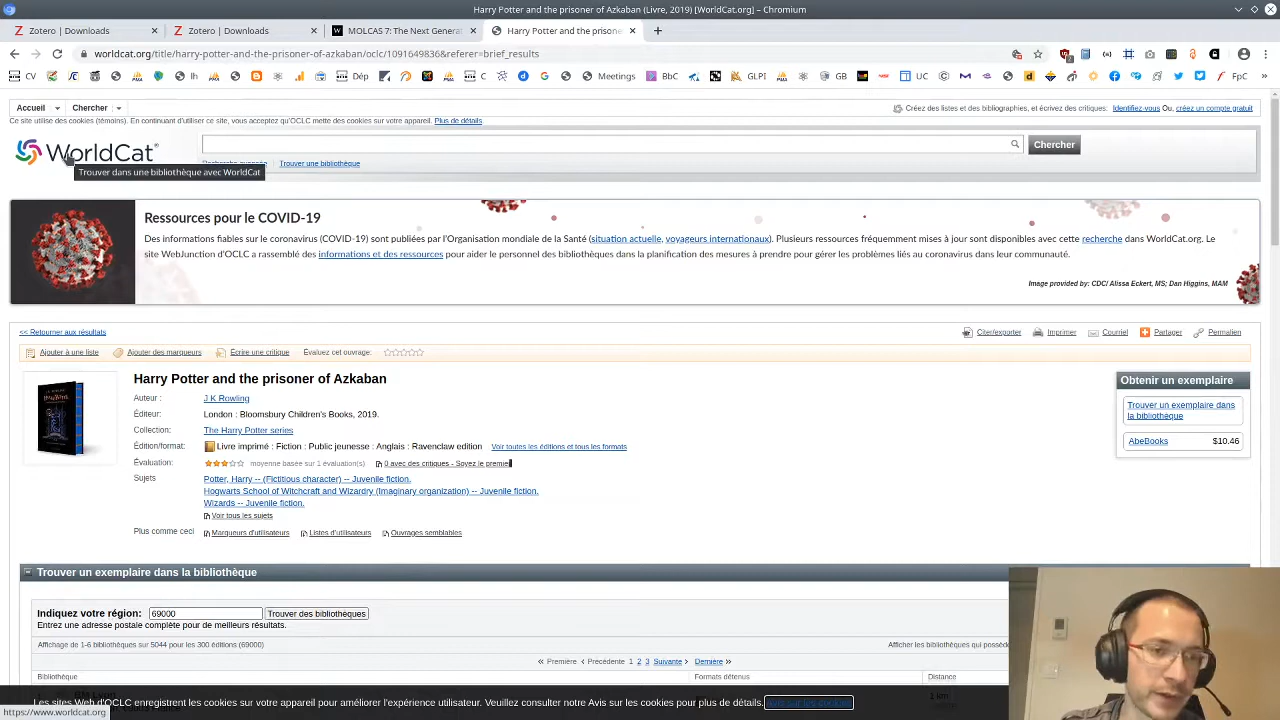 Harry Potter and the prisoner of Azkaban (Livre, 2019) [WorldCat.org] – Chromium
Zotero | Downloads
Zotero | Downloads
MOLCAS 7: The Next General
Harry Potter and the prisone
worldcat.org/title/harry-potter-and-the-prisoner-of-azkaban/oclc/1091649836&referer=brief_results
CV
lh
Dép
C
Meetings
BbC
GLPI
GB
UC
FpC
Accueil
Chercher
Créez des listes et des bibliographies, et écrivez des critiques: Identifiez-vous Ou, créez un compte gratuit
Ce site utilise des cookies (témoins). En continuant d'utiliser ce site, vous acceptez qu'OCLC mette des cookies sur votre appareil. Plus de détails
WorldCat®
Chercher
Recherche avancée Trouver une bibliothèque
Trouver dans une bibliothèque avec WorldCat
Ressources pour le COVID-19
Des informations fiables sur le coronavirus (COVID-19) sont publiées par l'Organisation mondiale de la Santé (situation actuelle, voyageurs internationaux). Plusieurs ressources fréquemment mises à jour sont disponibles avec cette recherche dans WorldCat.org. Le
site WebJunction d'OCLC a rassemblé des informations et des ressources pour aider le personnel des bibliothèques dans la planification des mesures à prendre pour gérer les problèmes liés au coronavirus dans leur communauté.
Image provided by: CDC/ Alissa Eckert, MS; Dan Higgins, MAM
<< Retourner aux résultats
Citer/exporter
Imprimer
Courriel
Partager
Permalien
Ajouter à une liste
Ajouter des marqueurs
Ecrire une critique
Évaluez cet ouvrage:
Harry Potter and the prisoner of Azkaban
Auteur : J K Rowling
Éditeur: London : Bloomsbury Children's Books, 2019.
Collection: The Harry Potter series
Édition/format: Livre imprimé : Fiction : Public jeunesse : Anglais : Ravenclaw edition Voir toutes les éditions et tous les formats
Évaluation: moyenne basée sur 1 évaluation(s) 0 avec des critiques - Soyez le premier
Sujets Potter, Harry -- (Fictitious character) -- Juvenile fiction.
Hogwarts School of Witchcraft and Wizardry (Imaginary organization) -- Juvenile fiction.
Wizards -- Juvenile fiction.
Voir tous les sujets
Plus comme ceci Marqueurs d'utilisateurs Listes d'utilisateurs Ouvrages semblables
Obtenir un exemplaire
Trouver un exemplaire dans la bibliothèque
AbeBooks $10.46
Trouver un exemplaire dans la bibliothèque
Indiquez votre région: 69000 Trouver des bibliothèques
Entrez une adresse postale complète pour de meilleurs résultats.
Affichage de 1-6 bibliothèques sur 5044 pour les 300 éditions (69000)
Afficher les bibliothèques qui possèd
Première Précédente 1 2 3 Suivante Dernière
Bibliothèque
Formats détenus
Distance
1 km
Les sites Web d'OCLC enregistrent les cookies sur votre appareil pour améliorer l'expérience utilisateur. Veuillez consulter notre Avis sur les cookies pour plus de détails.
https://www.worldcat.org